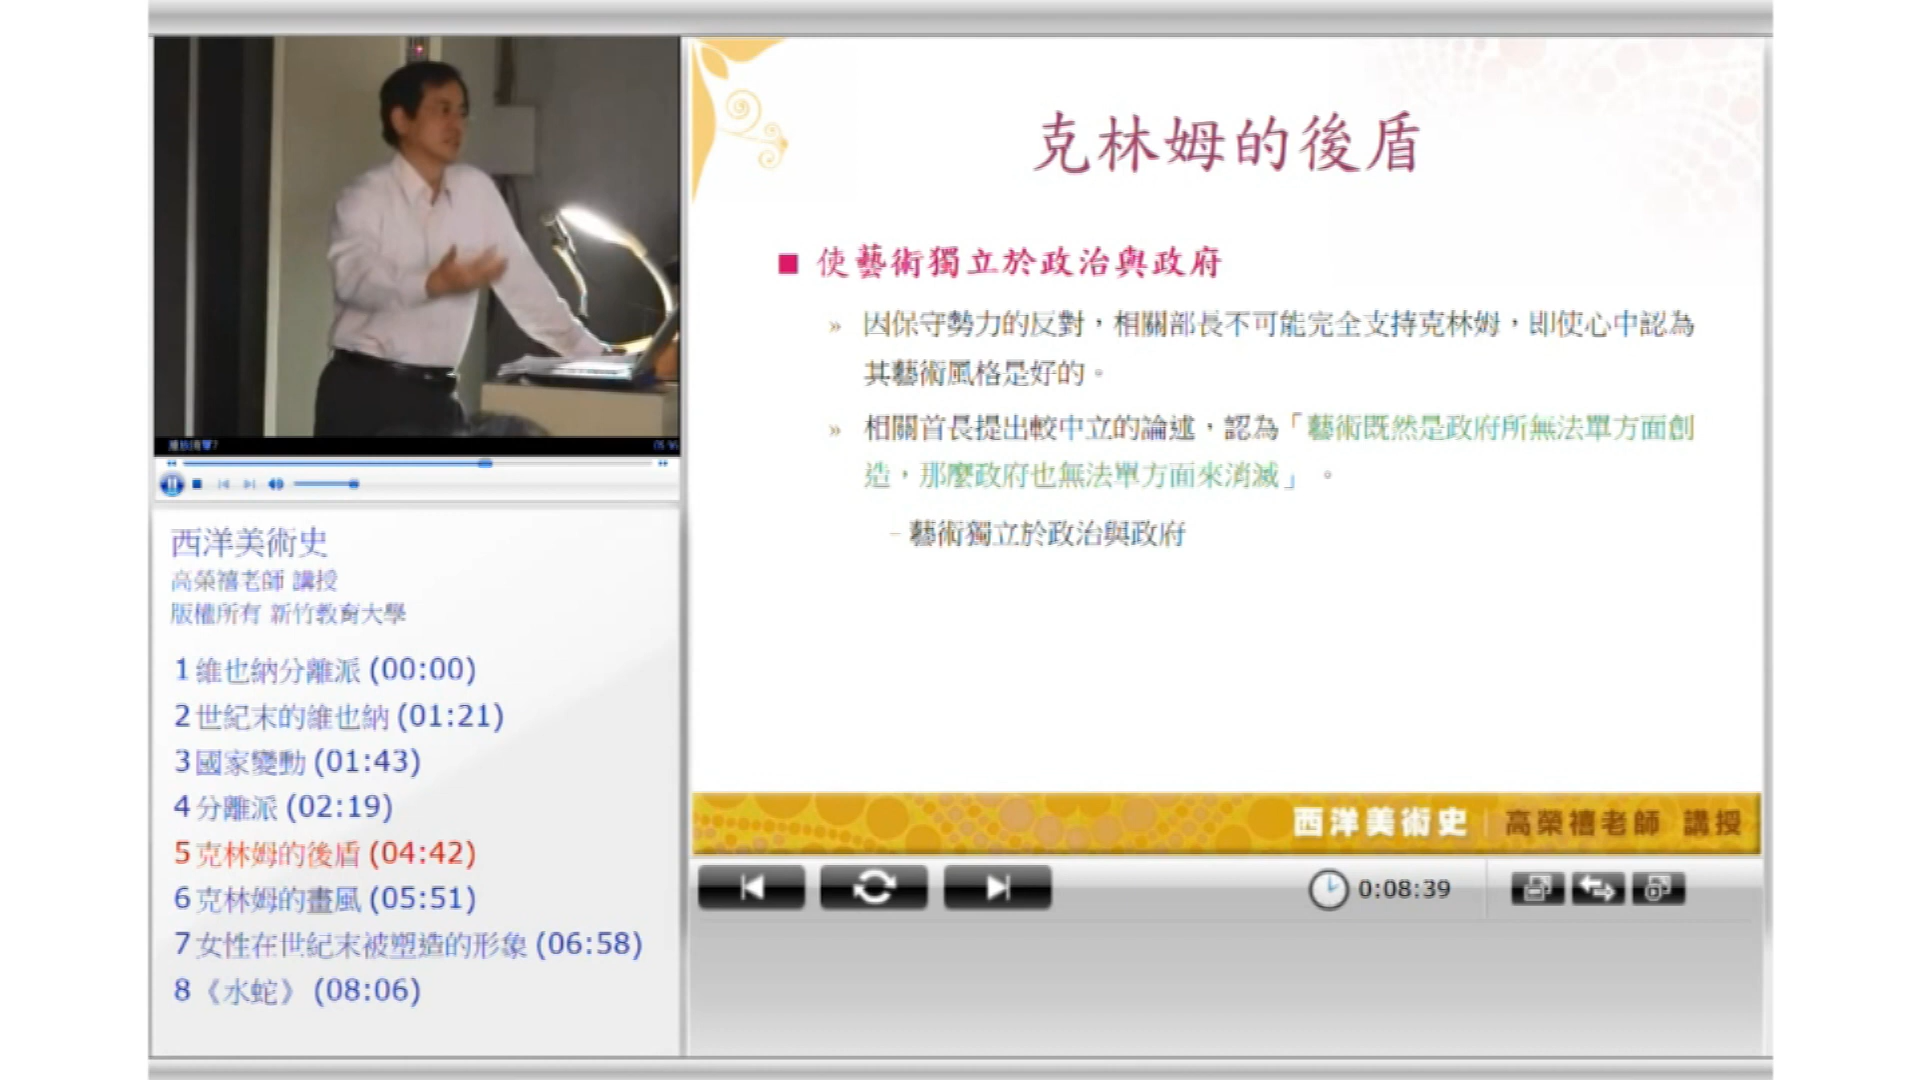 克林姆的後盾
使藝術獨立於政治與政府
» 因保守勢力的反對，相關部長不可能完全支持克林姆，即使心中認為
其藝術風格是好的。
» 相關首長提出較中立的論述，認為「藝術既然是政府所無法單方面創
造，那麼政府也無法單方面來消滅」。
– 藝術獨立於政治與政府
西洋美術史
高榮禧老師 講授
版權所有 新竹教育大學
1 維也納分離派 (00:00)
2 世紀末的維也納 (01:21)
3 國家變動 (01:43)
4 分離派 (02:19)
5 克林姆的後盾 (04:42)
6 克林姆的畫風 (05:51)
7 女性在世紀末被塑造的形象 (06:58)
8 《水蛇》 (08:06)
西洋美術史 | 高榮禧老師 講授
0:08:39